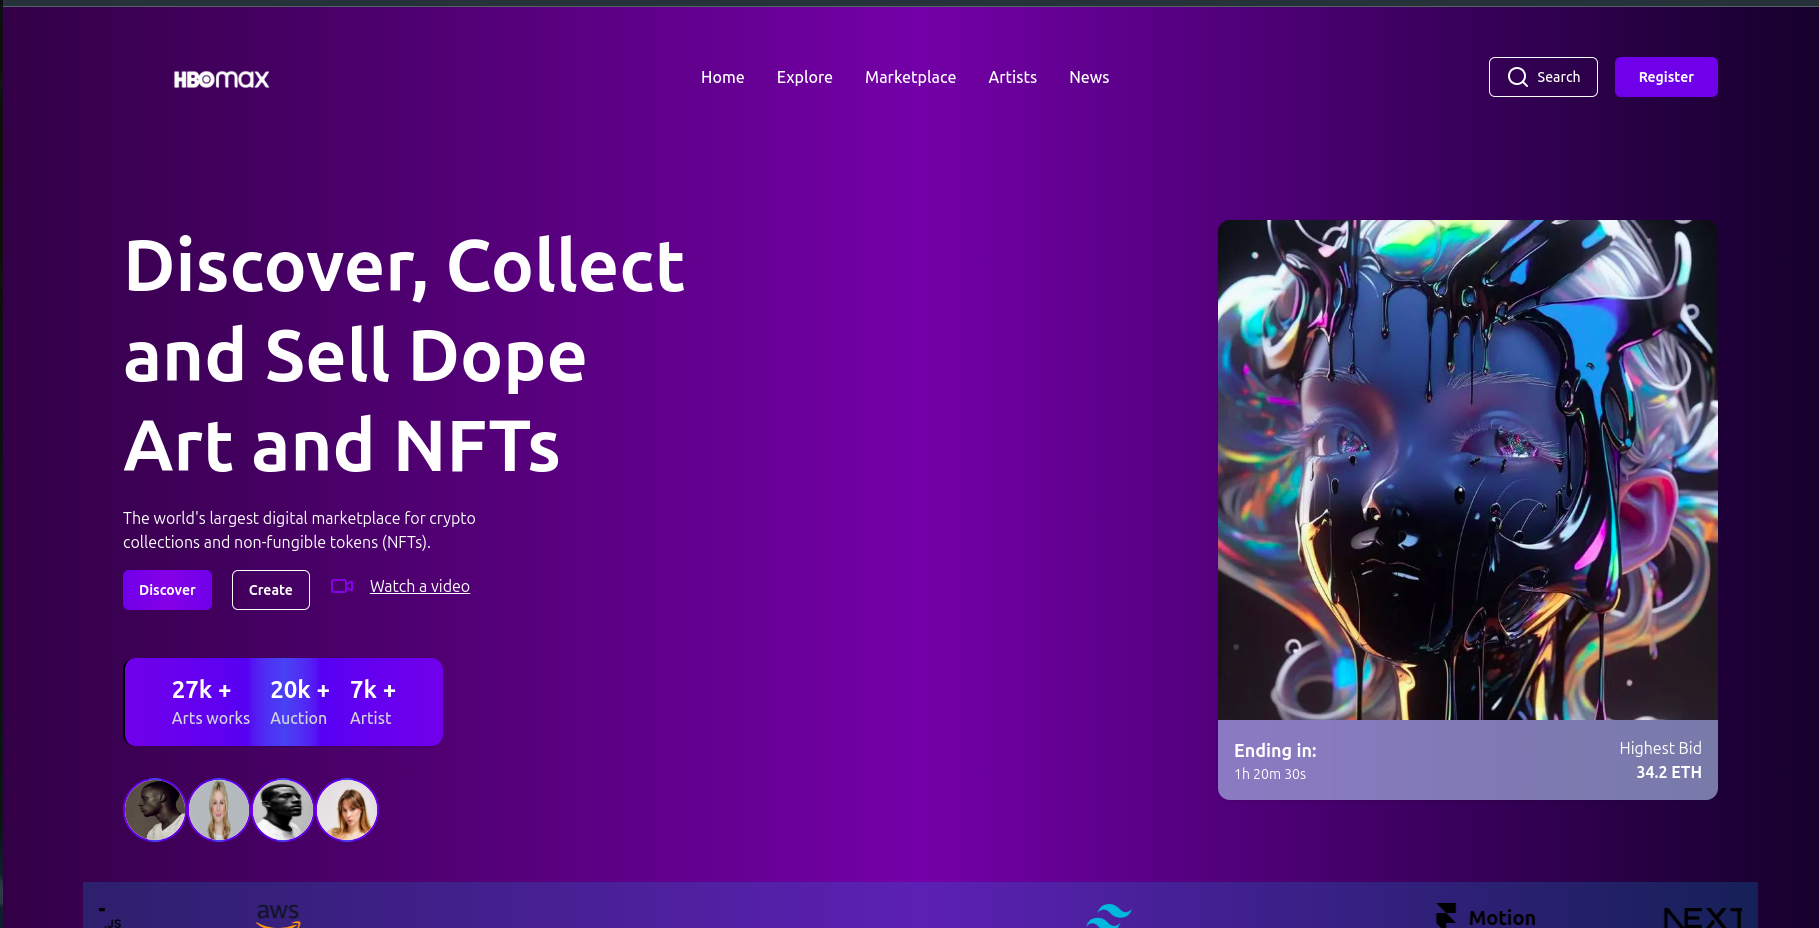 HBOmax
Home Explore Marketplace Artists News
Search Register
Discover, Collect
and Sell Dope
Art and NFTs
The world's largest digital marketplace for crypto
collections and non-fungible tokens (NFTs).
Discover Create Watch a video
27k + 20k + 7k +
Arts works Auction Artist
Ending in: Highest Bid
1h 20m 30s 34.2 ETH
JS aws Motion NEXT